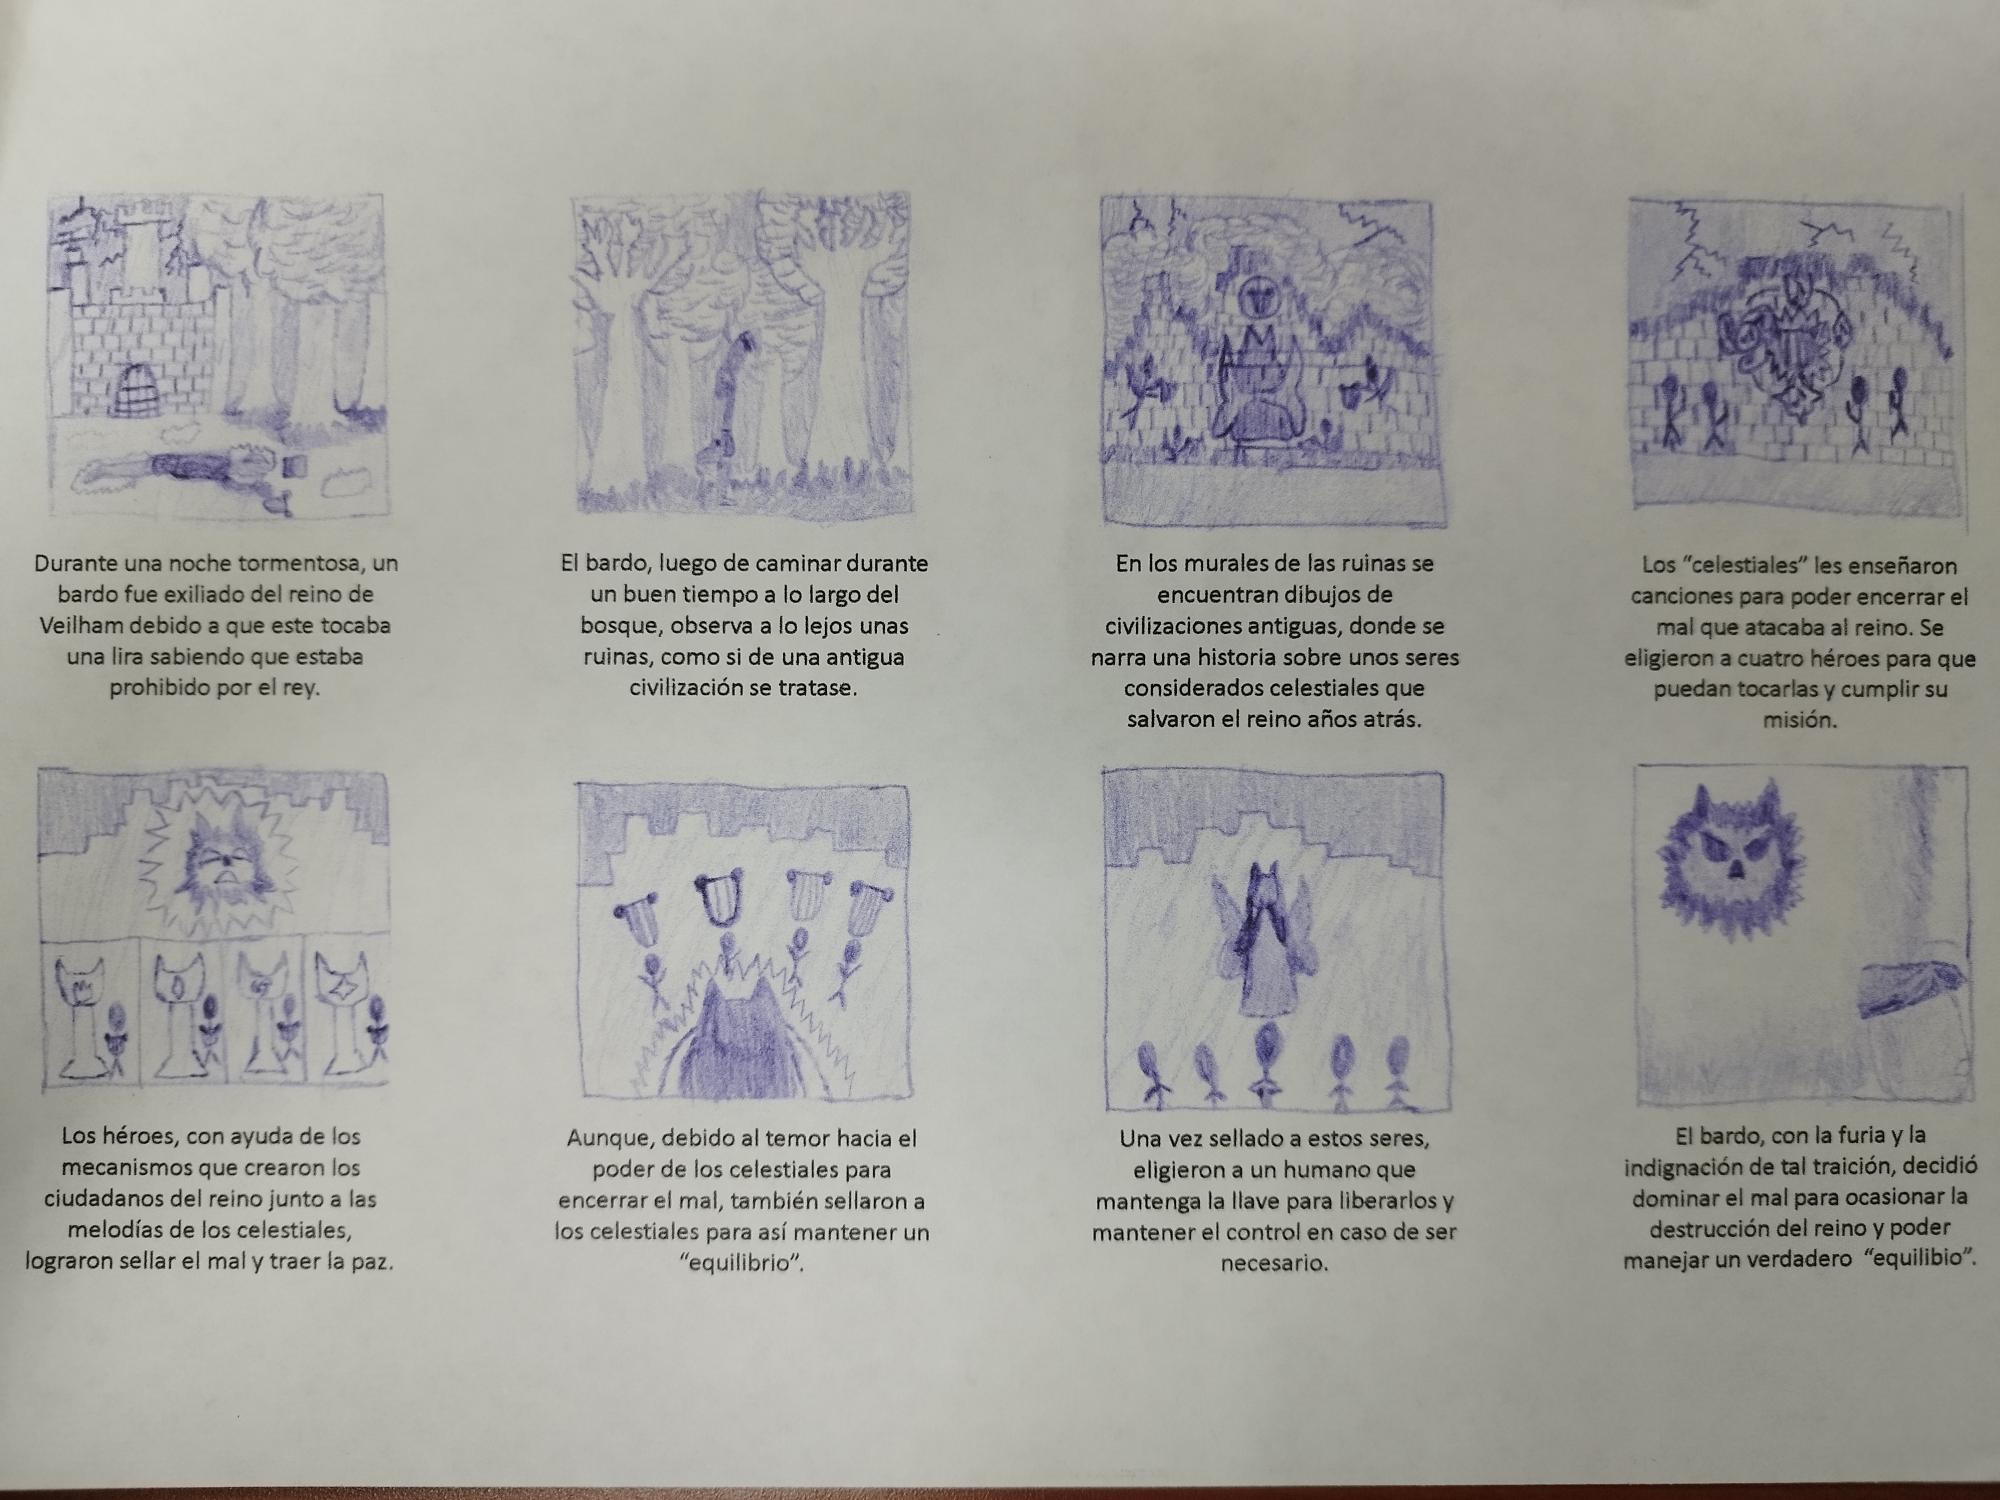 Durante una noche tormentosa, un
bardo fue exiliado del reino de
Veilham debido a que este tocaba
una lira sabiendo que estaba
prohibido por el rey.
El bardo, luego de caminar durante
un buen tiempo a lo largo del
bosque, observa a lo lejos unas
ruinas, como si de una antigua
civilización se tratase.
En los murales de las ruinas se
encuentran dibujos de
civilizaciones antiguas, donde se
narra una historia sobre unos seres
considerados celestiales que
salvaron el reino años atrás.
Los “celestiales” les enseñaron
canciones para poder encerrar el
mal que atacaba al reino. Se
eligieron a cuatro héroes para que
puedan tocarlas y cumplir su
misión.
Los héroes, con ayuda de los
mecanismos que crearon los
ciudadanos del reino junto a las
melodías de los celestiales,
lograron sellar el mal y traer la paz.
Aunque, debido al temor hacia el
poder de los celestiales para
encerrar el mal, también sellaron a
los celestiales para así mantener un
“equilibrio”.
Una vez sellado a estos seres,
eligieron a un humano que
mantenga la llave para liberarlos y
mantener el control en caso de ser
necesario.
El bardo, con la furia y la
indignación de tal traición, decidió
dominar el mal para ocasionar la
destrucción del reino y poder
manejar un verdadero “equilibio”.